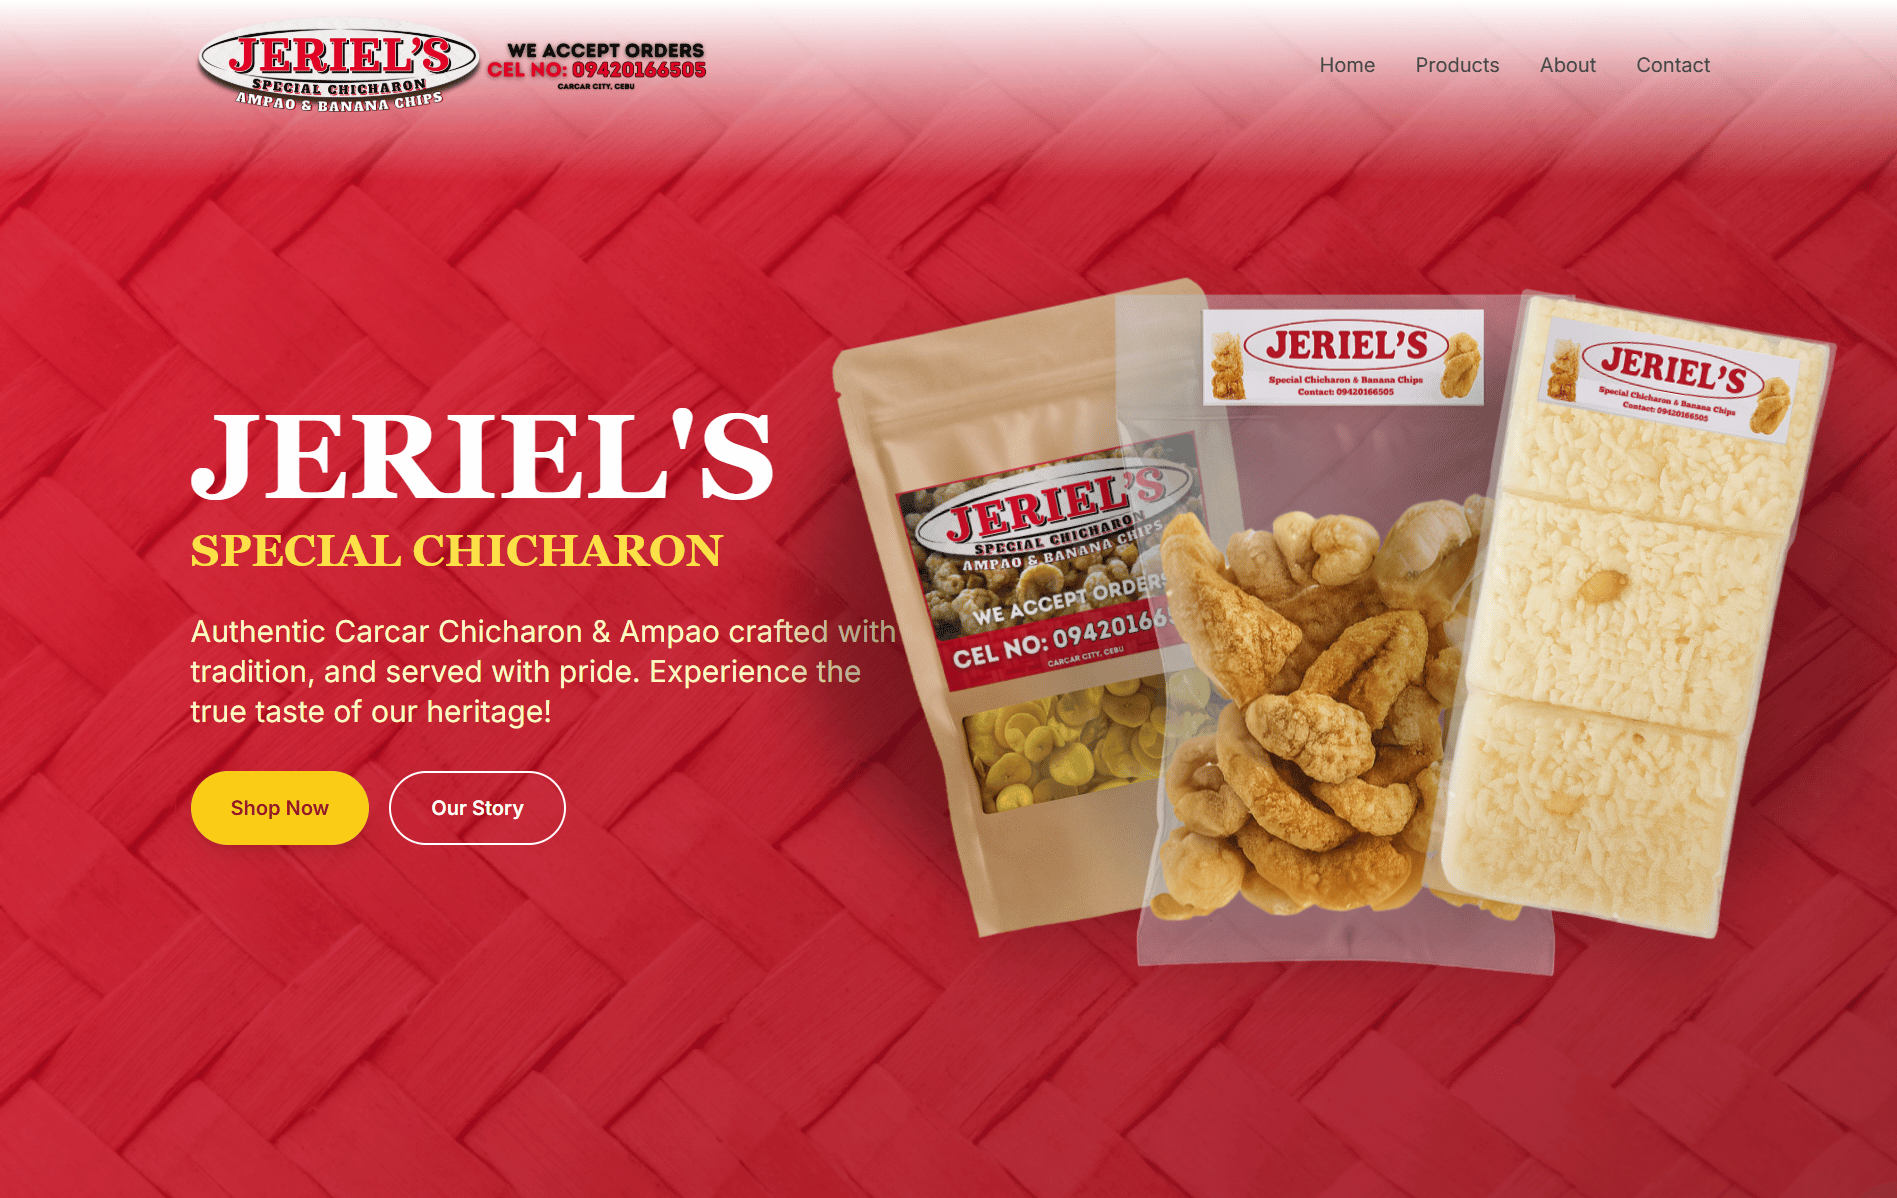 JERIEL'S
SPECIAL CHICHARON
AMPAO & BANANA CHIPS
WE ACCEPT ORDERS
CEL NO: 09420166505
CARCAR CITY, CEBU
Home
Products
About
Contact
JERIEL'S
SPECIAL CHICHARON
Authentic Carcar Chicharon & Ampao crafted with
tradition, and served with pride. Experience the
true taste of our heritage!
Shop Now
Our Story
JERIEL'S
SPECIAL CHICHARON
AMPAO & BANANA CHIPS
WE ACCEPT ORDERS
CEL NO: 094201665
CARCAR CITY, CEBU
JERIEL'S
Special Chicharon & Banana Chips
Contact: 09420166505
JERIEL'S
Special Chicharon & Banana Chips
Contact: 09420166505